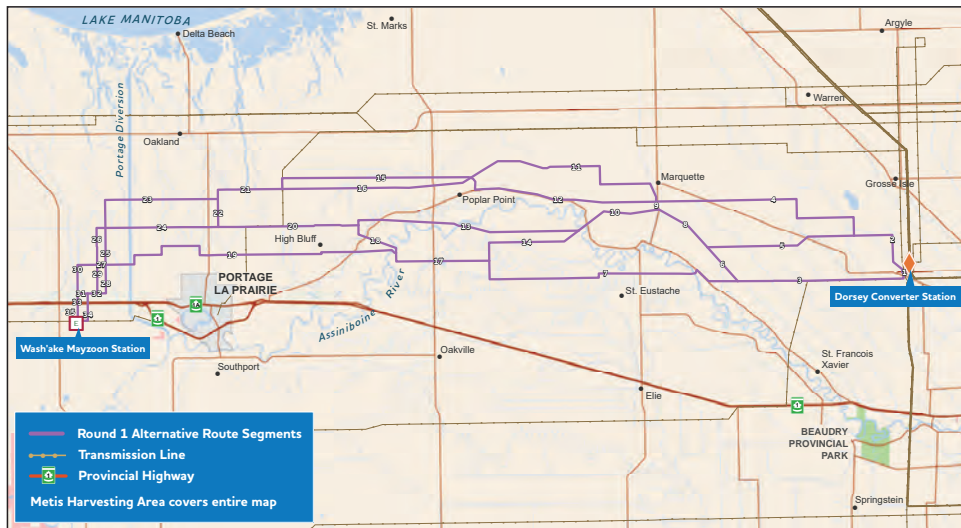 LAKE MANITOBA
Delta Beach
St. Marks
Argyle
Warren
Portage Diversion
Oakland
Grosse Isle
Marquette
Poplar Point
High Bluff
15
16
11
21
23
22
12
4
9
10
8
24
20
13
26
18
14
5
2
25
19
17
27
30
29
28
6
7
3
1
31
32
33
35
34
E
PORTAGE
LA PRAIRIE
Assiniboine River
St. Eustache
Dorsey Converter Station
Wash'ake Mayzoon Station
1
1
Southport
Oakville
Elie
St. Francois
Xavier
1
BEAUDRY
PROVINCIAL
PARK
Springstein
Round 1 Alternative Route Segments
Transmission Line
1
Provincial Highway
Metis Harvesting Area covers entire map